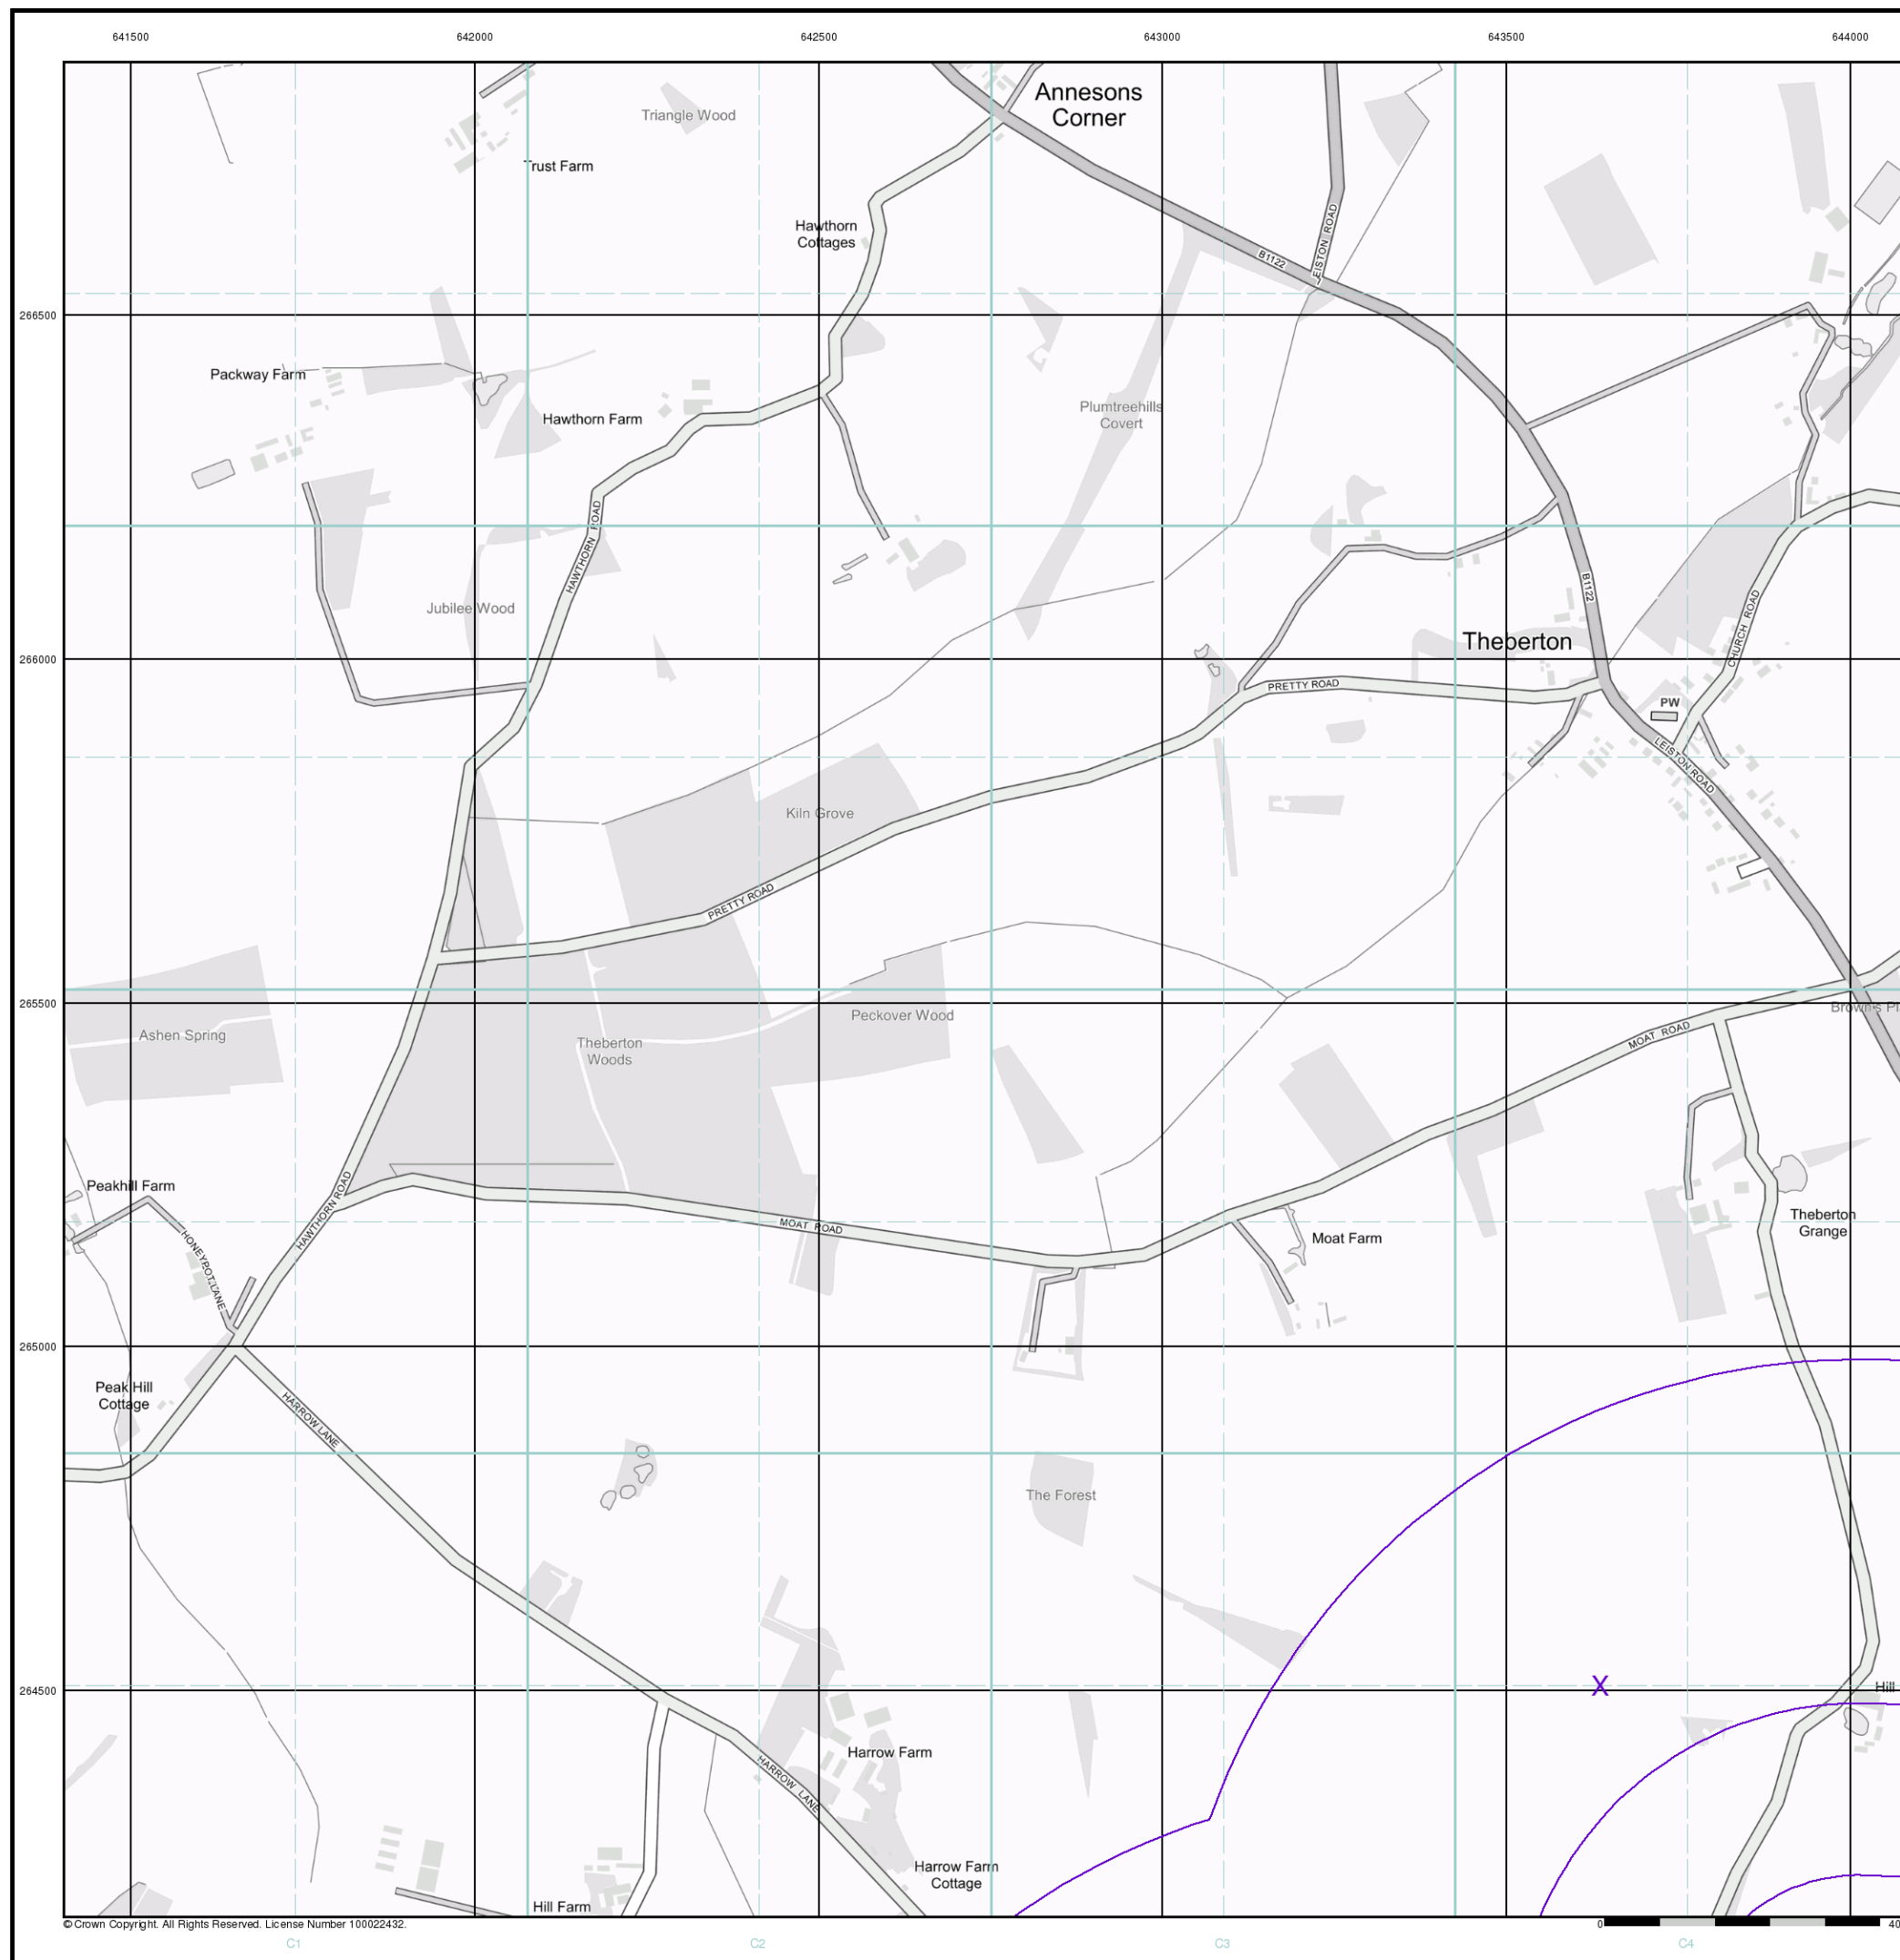 641500 642000 642500 643000 643500 644000
Annesons
Corner
Triangle Wood
Trust Farm
Hawthorn
Cottages
LEISTON ROAD
B1122
266500
Packway Farm
Hawthorn Farm
Plumtreehills
Covert
HAWTHORN ROAD
B1122
Jubilee Wood
CHURCH ROAD
Theberton
266000
PRETTY ROAD
PW
LEISTON ROAD
Kiln Grove
PRETTY ROAD
265500
Brown's Pl
Peckover Wood
Ashen Spring
MOAT ROAD
Theberton
Woods
Peakhill Farm
HAWTHORN ROAD
MOAT ROAD
Theberton
Grange
Moat Farm
HONEYPOT LANE
265000
Peak Hill
Cottage
HARROW LANE
The Forest
X
264500
Hill
Harrow Farm
HARROW LANE
Harrow Farm
Cottage
Hill Farm
© Crown Copyright. All Rights Reserved. License Number 100022432.
0 40
C1 C2 C3 C4